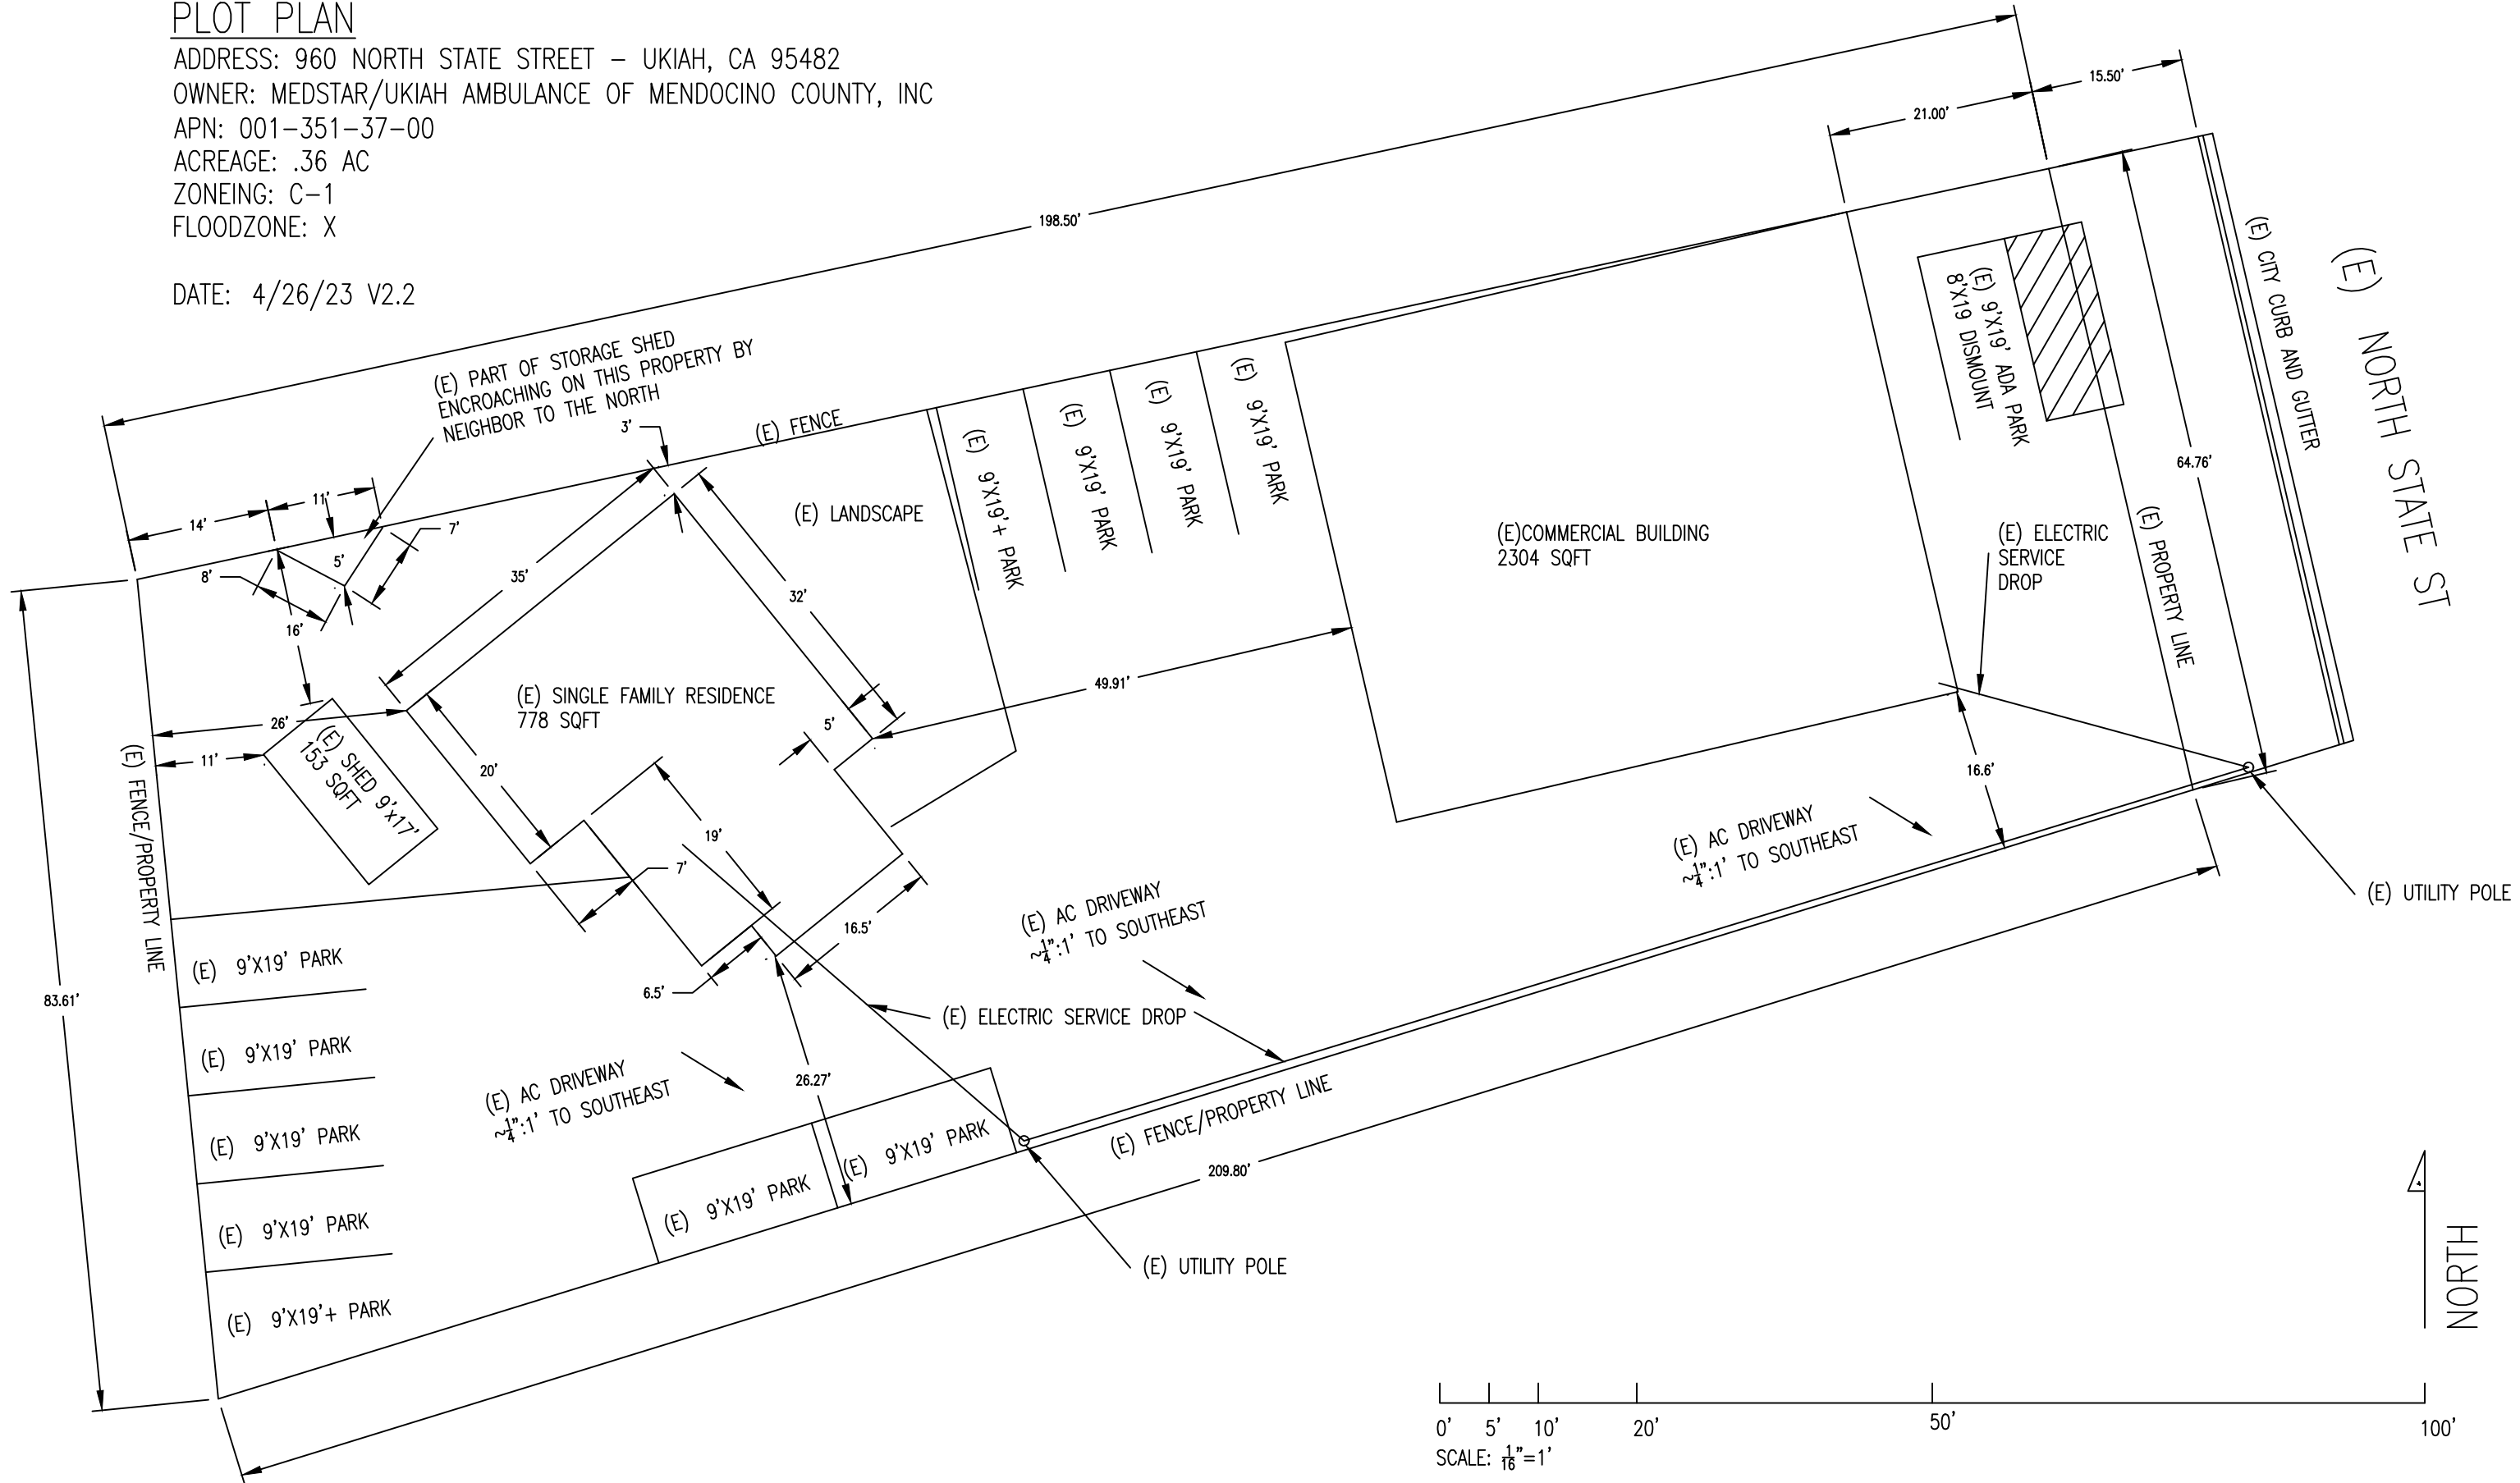 PLOT PLAN
ADDRESS: 960 NORTH STATE STREET – UKIAH, CA 95482
OWNER: MEDSTAR/UKIAH AMBULANCE OF MENDOCINO COUNTY, INC
APN: 001–351–37–00
ACREAGE: .36 AC
ZONEING: C–1
FLOODZONE: X
DATE: 4/26/23 V2.2
198.50'
15.50'
21.00'
(E) CITY CURB AND GUTTER
(E) NORTH STATE ST
(E) 9'X19' ADA PARK
8'X19 DISMOUNT
64.76'
(E) PROPERTY LINE
(E) ELECTRIC
SERVICE
DROP
(E) PART OF STORAGE SHED
ENCROACHING ON THIS PROPERTY BY
NEIGHBOR TO THE NORTH
3'
(E) FENCE
(E) LANDSCAPE
(E) 9'X19'+ PARK
(E) 9'X19' PARK
(E) 9'X19' PARK
(E) 9'X19' PARK
(E)COMMERCIAL BUILDING
2304 SQFT
14'
11'
7'
5'
8'
16'
35'
32'
(E) SINGLE FAMILY RESIDENCE
778 SQFT
49.91'
5'
26'
11'
(E) SHED 9'x17'
153 SQFT
20'
19'
7'
16.5'
6.5'
26.27'
16.6'
(E) FENCE/PROPERTY LINE
83.61'
(E) 9'X19' PARK
(E) 9'X19' PARK
(E) 9'X19' PARK
(E) 9'X19' PARK
(E) 9'X19'+ PARK
(E) AC DRIVEWAY
~1/4":1' TO SOUTHEAST
(E) AC DRIVEWAY
~1/4":1' TO SOUTHEAST
(E) AC DRIVEWAY
~1/4":1' TO SOUTHEAST
(E) UTILITY POLE
(E) ELECTRIC SERVICE DROP
(E) 9'X19' PARK
(E) 9'X19' PARK
(E) FENCE/PROPERTY LINE
209.80'
(E) UTILITY POLE
NORTH
0' 5' 10' 20' 50' 100'
SCALE: 1/16"=1'